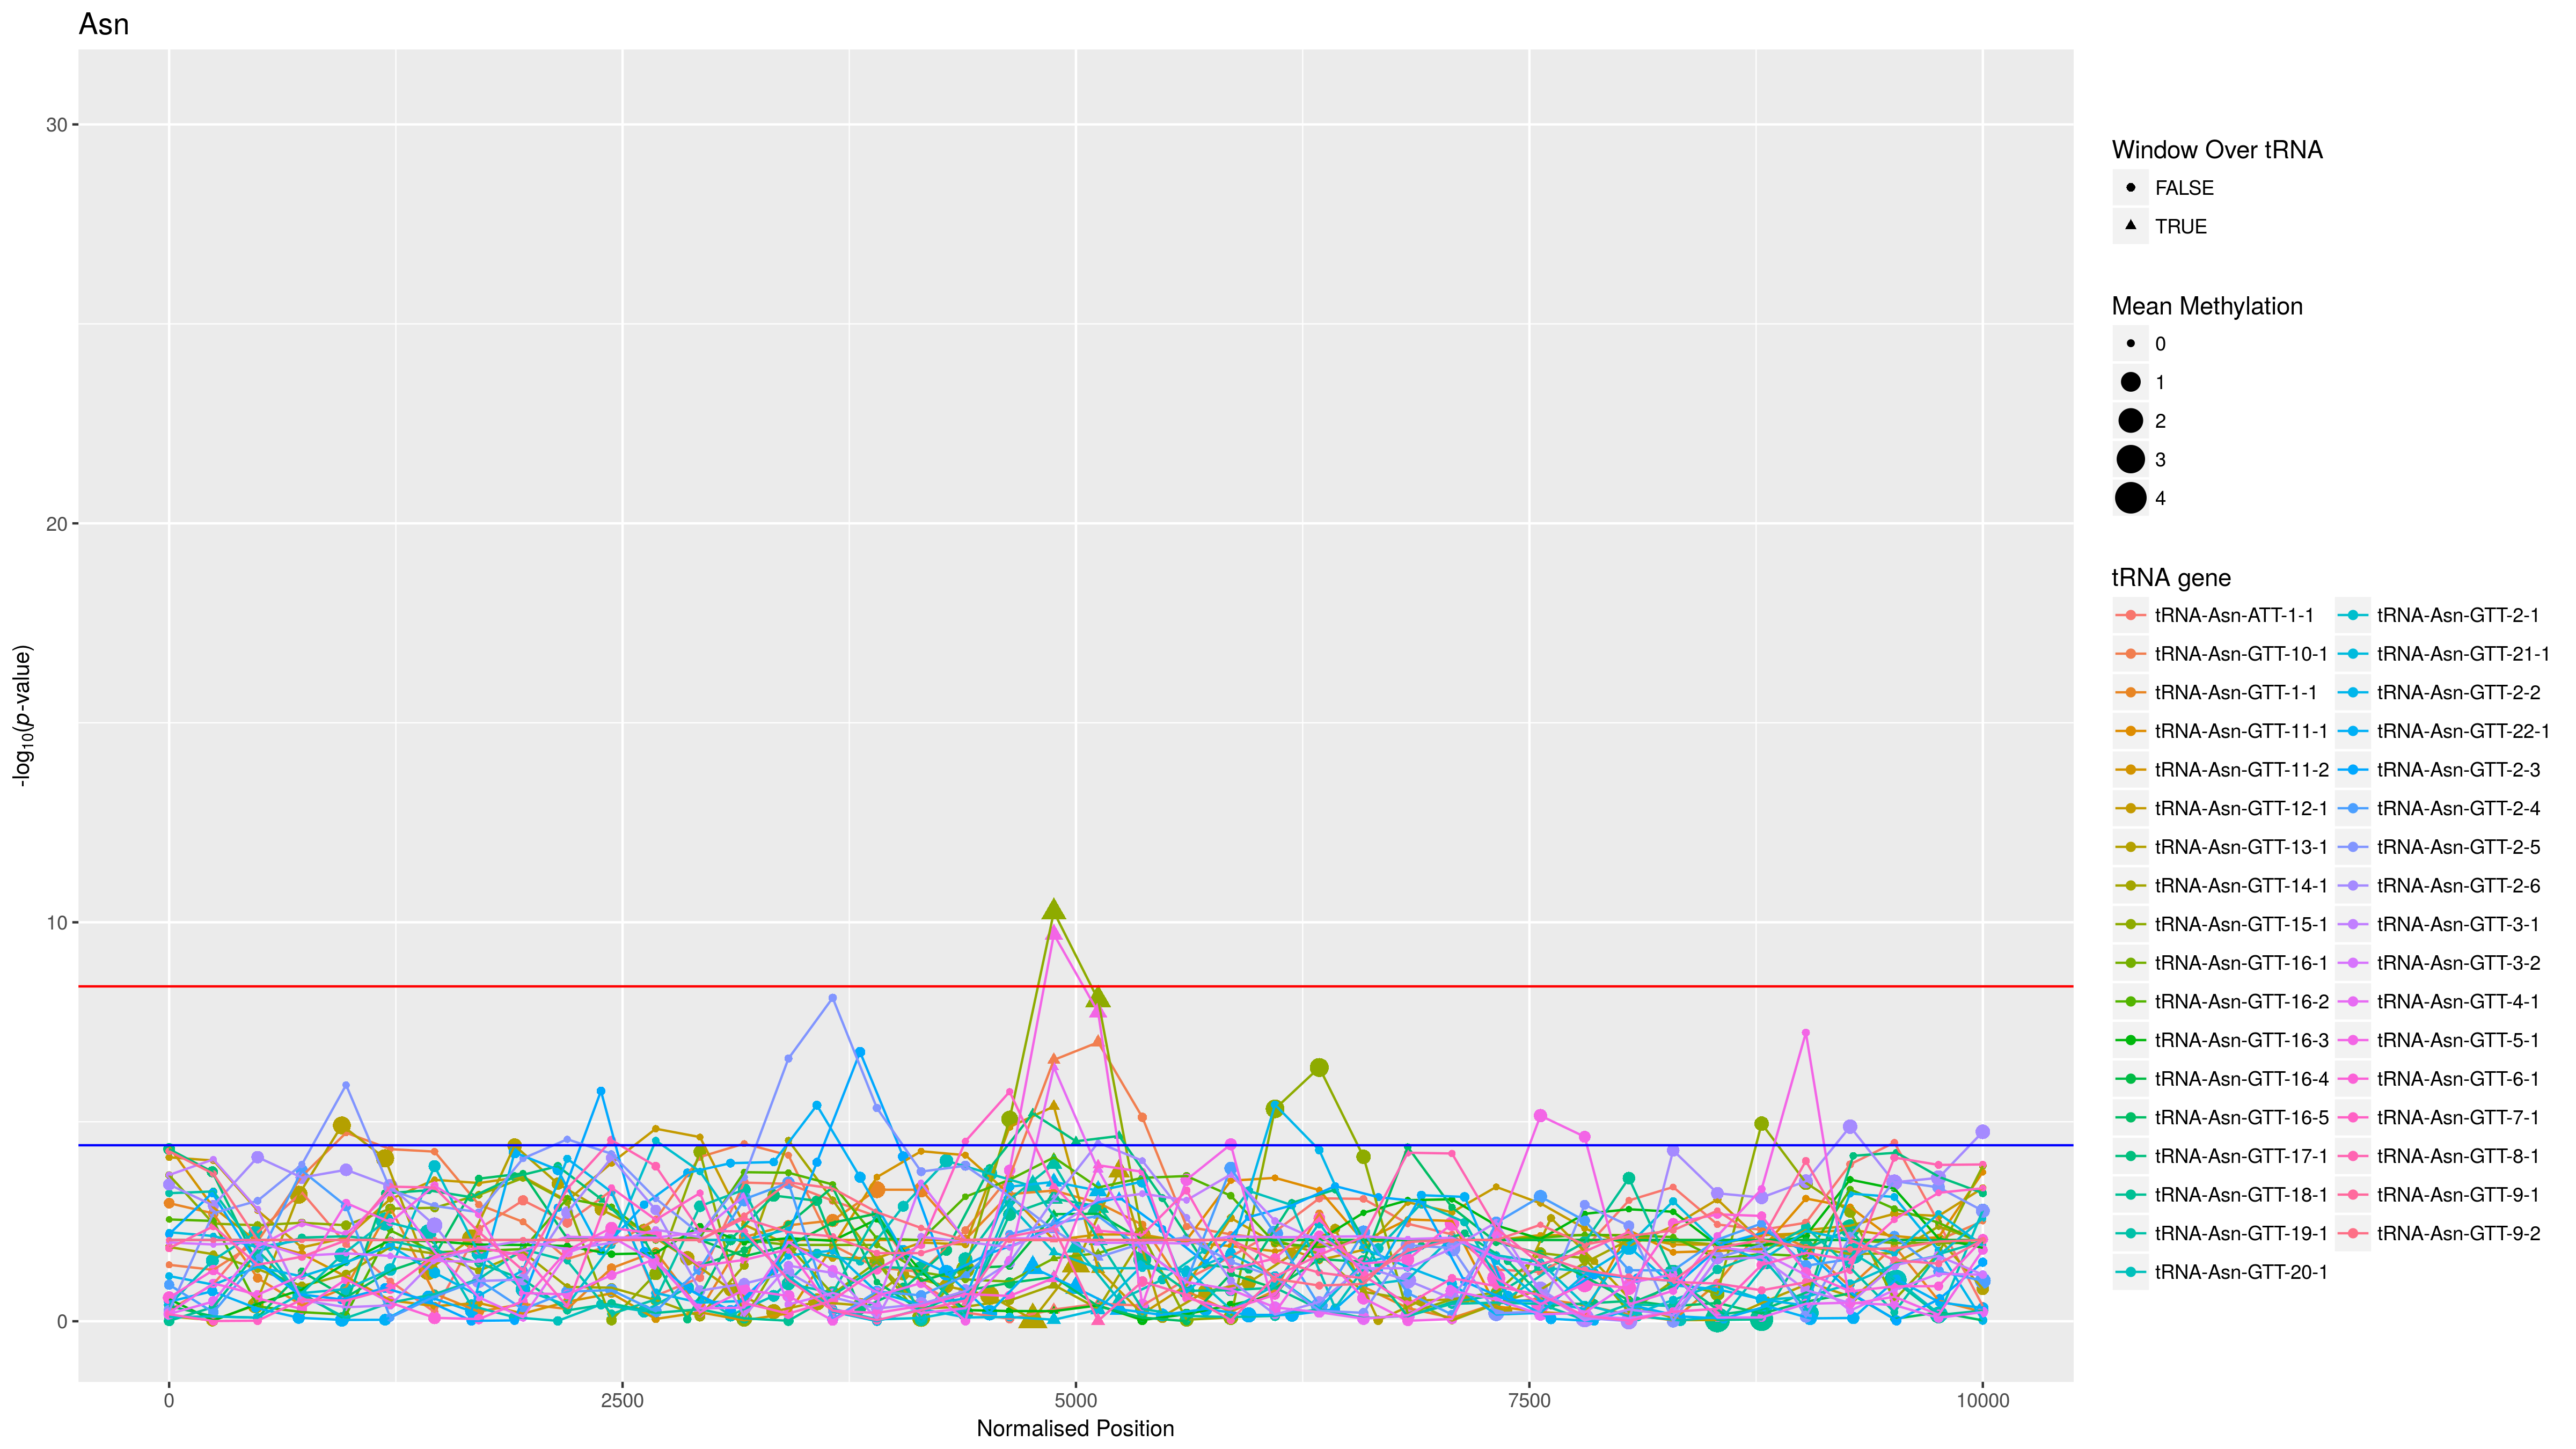 Asn
30
20
10
0
-log10(p-value)
0
2500
5000
7500
10000
Normalised Position
Window Over tRNA
FALSE
TRUE
Mean Methylation
0
1
2
3
4
tRNA gene
tRNA-Asn-ATT-1-1
tRNA-Asn-GTT-10-1
tRNA-Asn-GTT-1-1
tRNA-Asn-GTT-11-1
tRNA-Asn-GTT-11-2
tRNA-Asn-GTT-12-1
tRNA-Asn-GTT-13-1
tRNA-Asn-GTT-14-1
tRNA-Asn-GTT-15-1
tRNA-Asn-GTT-16-1
tRNA-Asn-GTT-16-2
tRNA-Asn-GTT-16-3
tRNA-Asn-GTT-16-4
tRNA-Asn-GTT-16-5
tRNA-Asn-GTT-17-1
tRNA-Asn-GTT-18-1
tRNA-Asn-GTT-19-1
tRNA-Asn-GTT-20-1
tRNA-Asn-GTT-2-1
tRNA-Asn-GTT-21-1
tRNA-Asn-GTT-2-2
tRNA-Asn-GTT-22-1
tRNA-Asn-GTT-2-3
tRNA-Asn-GTT-2-4
tRNA-Asn-GTT-2-5
tRNA-Asn-GTT-2-6
tRNA-Asn-GTT-3-1
tRNA-Asn-GTT-3-2
tRNA-Asn-GTT-4-1
tRNA-Asn-GTT-5-1
tRNA-Asn-GTT-6-1
tRNA-Asn-GTT-7-1
tRNA-Asn-GTT-8-1
tRNA-Asn-GTT-9-1
tRNA-Asn-GTT-9-2